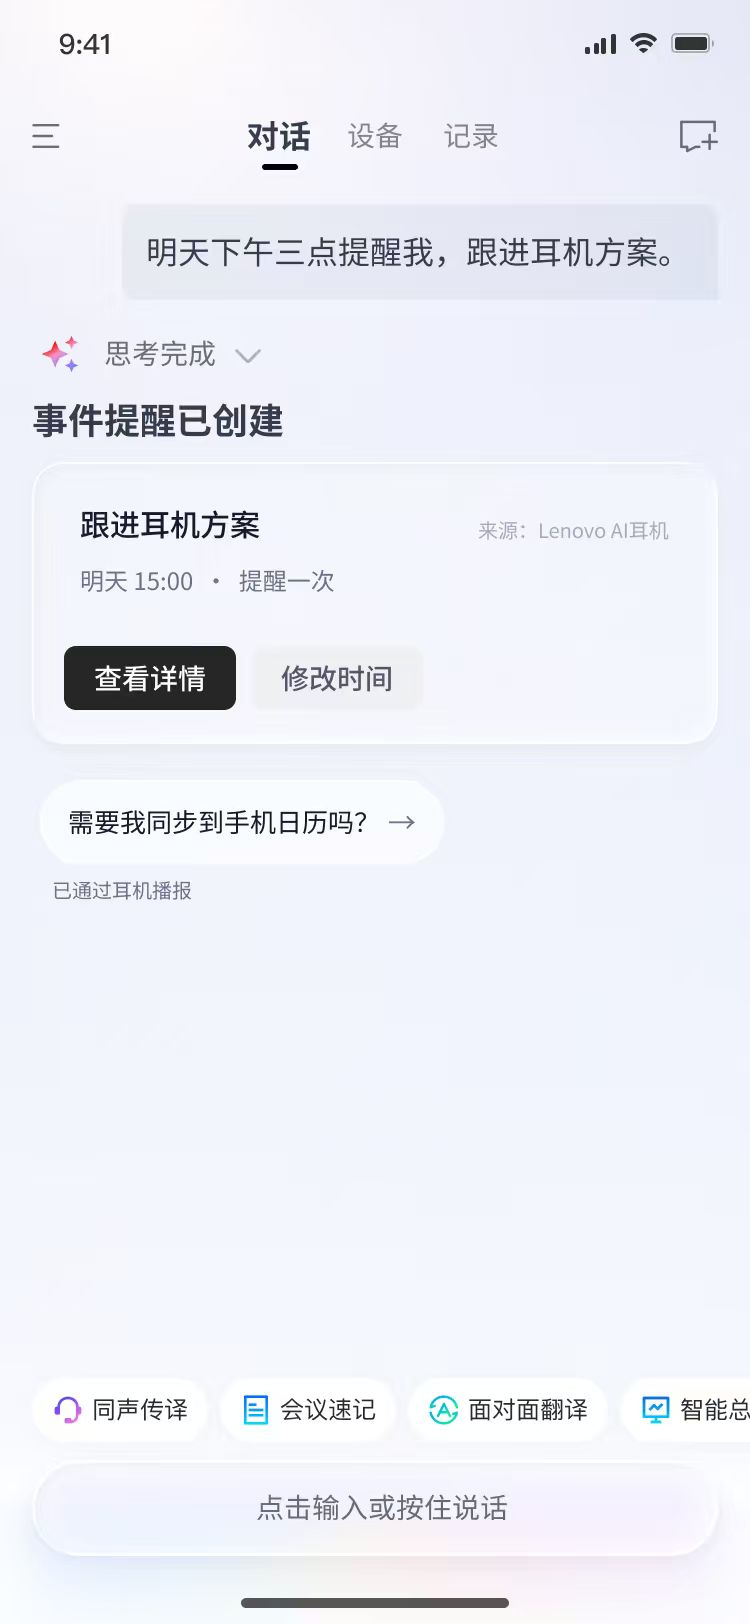 9:41
对话 设备 记录
明天下午三点提醒我，跟进耳机方案。
思考完成
事件提醒已创建
跟进耳机方案
来源：Lenovo AI耳机
明天 15:00 · 提醒一次
查看详情 修改时间
需要我同步到手机日历吗？ →
已通过耳机播报
同声传译 会议速记 面对面翻译 智能总
点击输入或按住说话